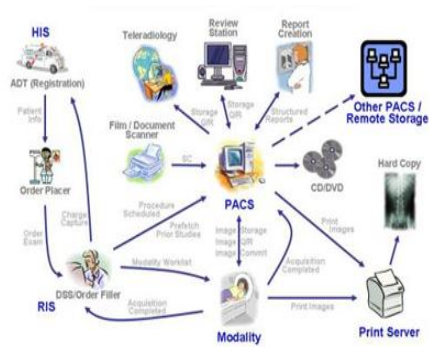 HIS
ADT (Registration)
Patient
Info
Order Placer
Order
Exam
Charge
Capture
RIS
DSS/Order Filler
Teleradiology
Review
Station
Report
Creation
Storage
Q/R
Storage
Q/R
Structured
Reports
Other PACS /
Remote Storage
Film / Document
Scanner
SC
PACS
CD/DVD
Hard Copy
Procedure
Scheduled
Prefetch
Prior Studies
Modality Worklist
Acquisition
Completed
Image Storage
Image Q/R
Image Commit
Acquisition
Completed
Print
Images
Print Images
Modality
Print Server